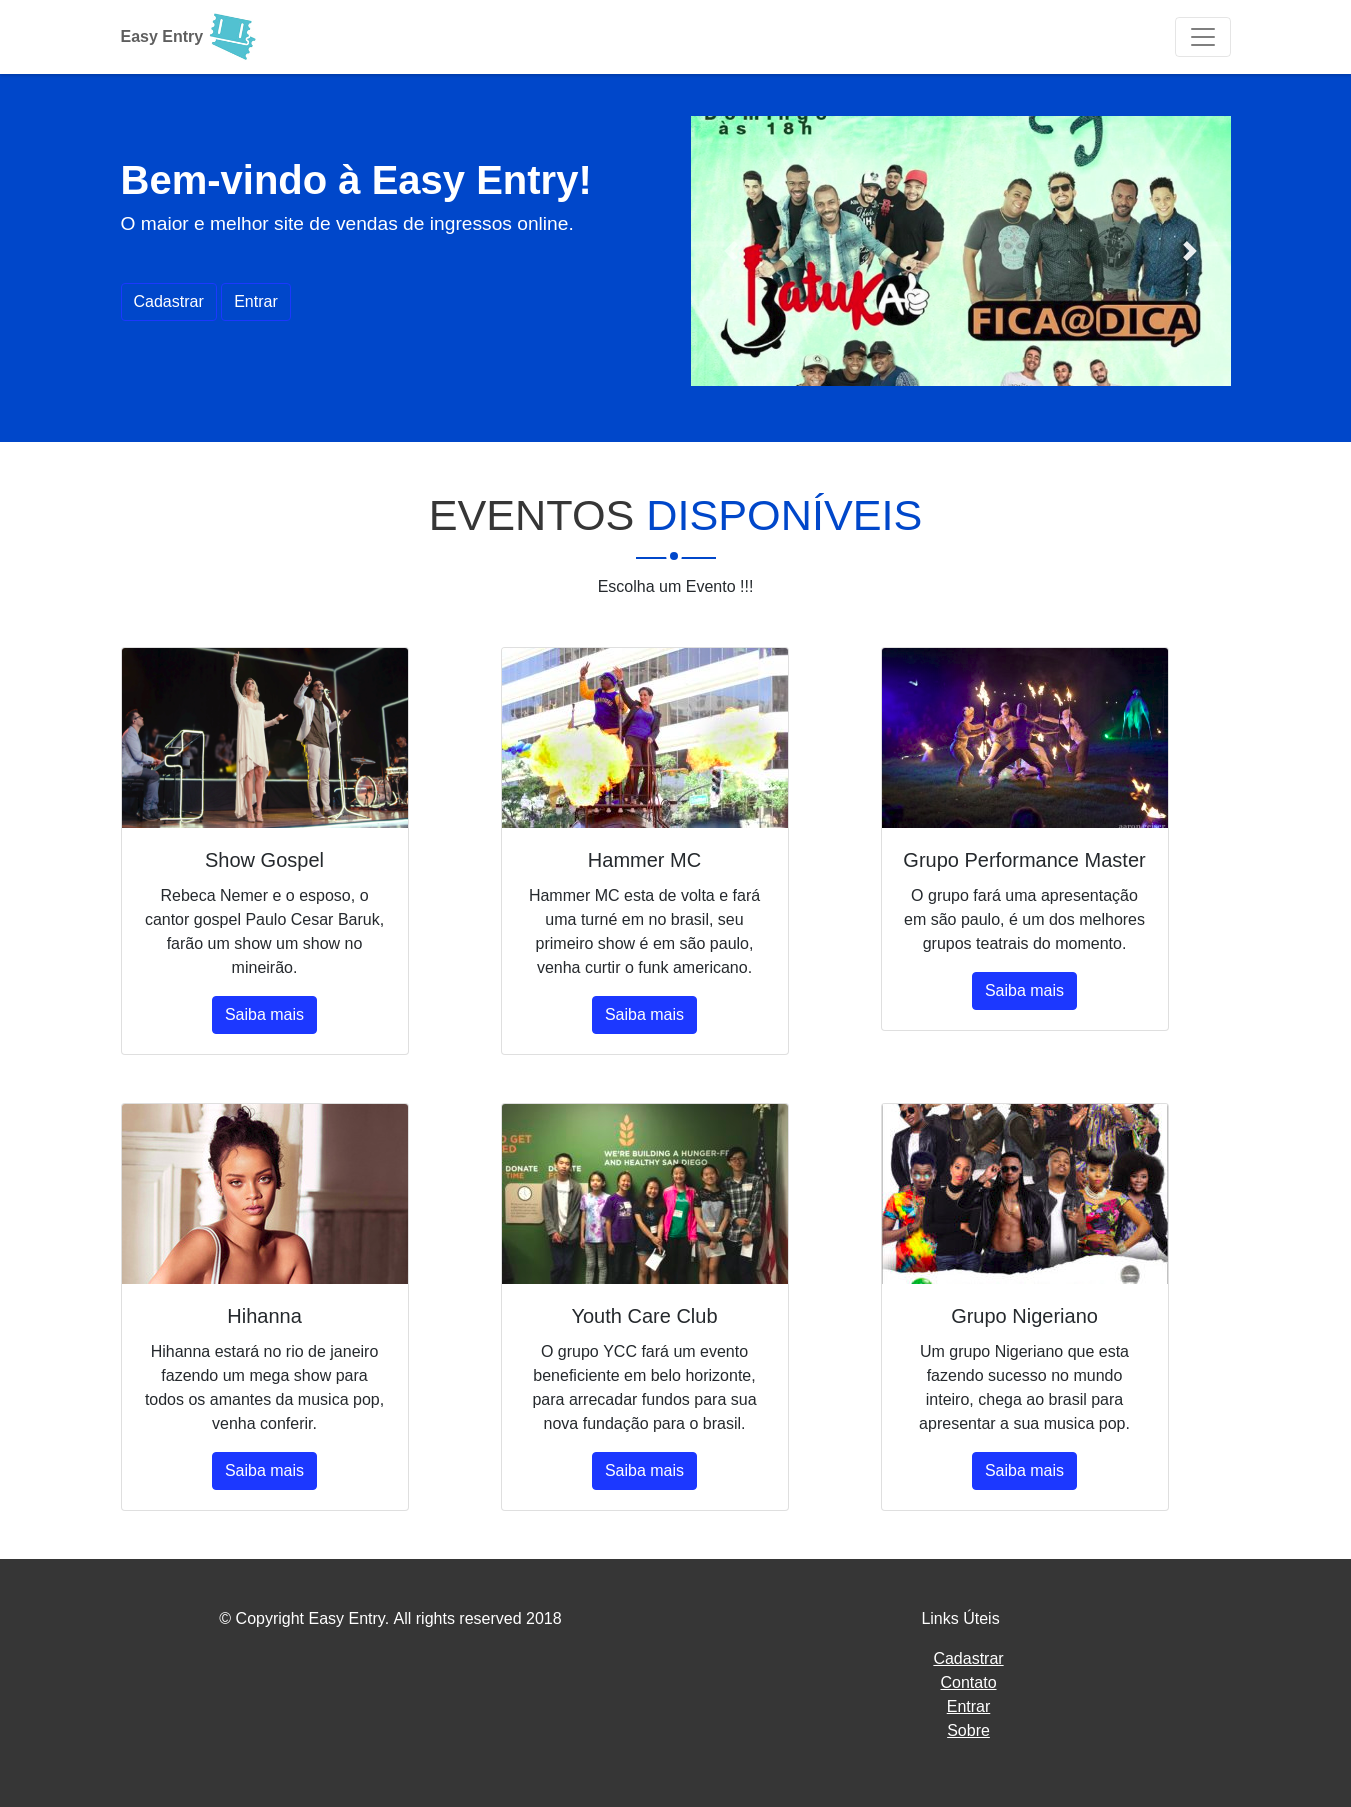 Easy Entry
Bem-vindo à Easy Entry!
O maior e melhor site de vendas de ingressos online.
Cadastrar
Entrar
Domingo
às 18h
BatukAí
FICA@DICA
EVENTOS DISPONÍVEIS
Escolha um Evento !!!
Show Gospel
Rebeca Nemer e o esposo, o
cantor gospel Paulo Cesar Baruk,
farão um show um show no
mineirão.
Saiba mais
Hammer MC
Hammer MC esta de volta e fará
uma turné em no brasil, seu
primeiro show é em são paulo,
venha curtir o funk americano.
Saiba mais
Grupo Performance Master
O grupo fará uma apresentação
em são paulo, é um dos melhores
grupos teatrais do momento.
Saiba mais
Hihanna
Hihanna estará no rio de janeiro
fazendo um mega show para
todos os amantes da musica pop,
venha conferir.
Saiba mais
GET
DONATE
TIME
DONATE
WE'RE BUILDING A HUNGER-FR
AND HEALTHY SAN DIEGO
Youth Care Club
O grupo YCC fará um evento
beneficiente em belo horizonte,
para arrecadar fundos para sua
nova fundação para o brasil.
Saiba mais
Grupo Nigeriano
Um grupo Nigeriano que esta
fazendo sucesso no mundo
inteiro, chega ao brasil para
apresentar a sua musica pop.
Saiba mais
© Copyright Easy Entry. All rights reserved 2018
Links Úteis
Cadastrar
Contato
Entrar
Sobre